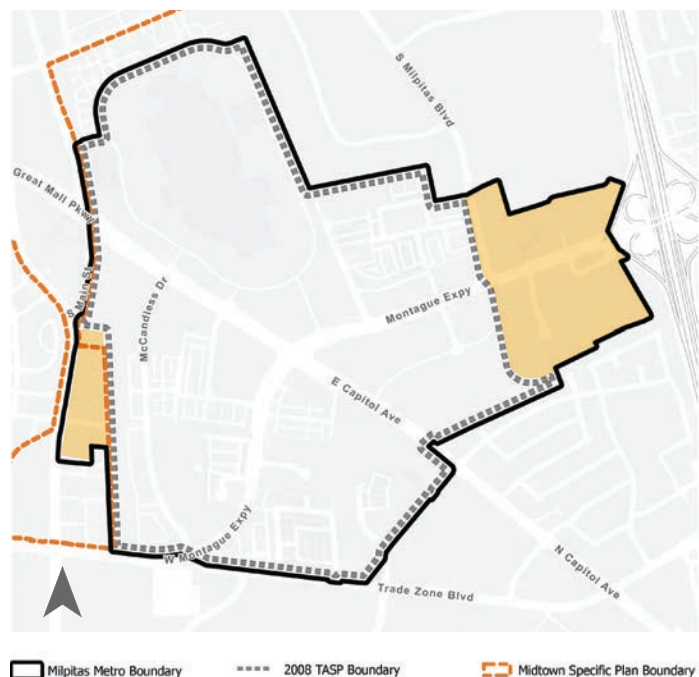 S Milpitas Blvd
Great Mall Pkwy
S Main St
McCandless Dr
Montague Expy
E Capitol Ave
W Montague Expy
N Capitol Ave
Trade Zone Blvd
Milpitas Metro Boundary
2008 TASP Boundary
Midtown Specific Plan Boundary